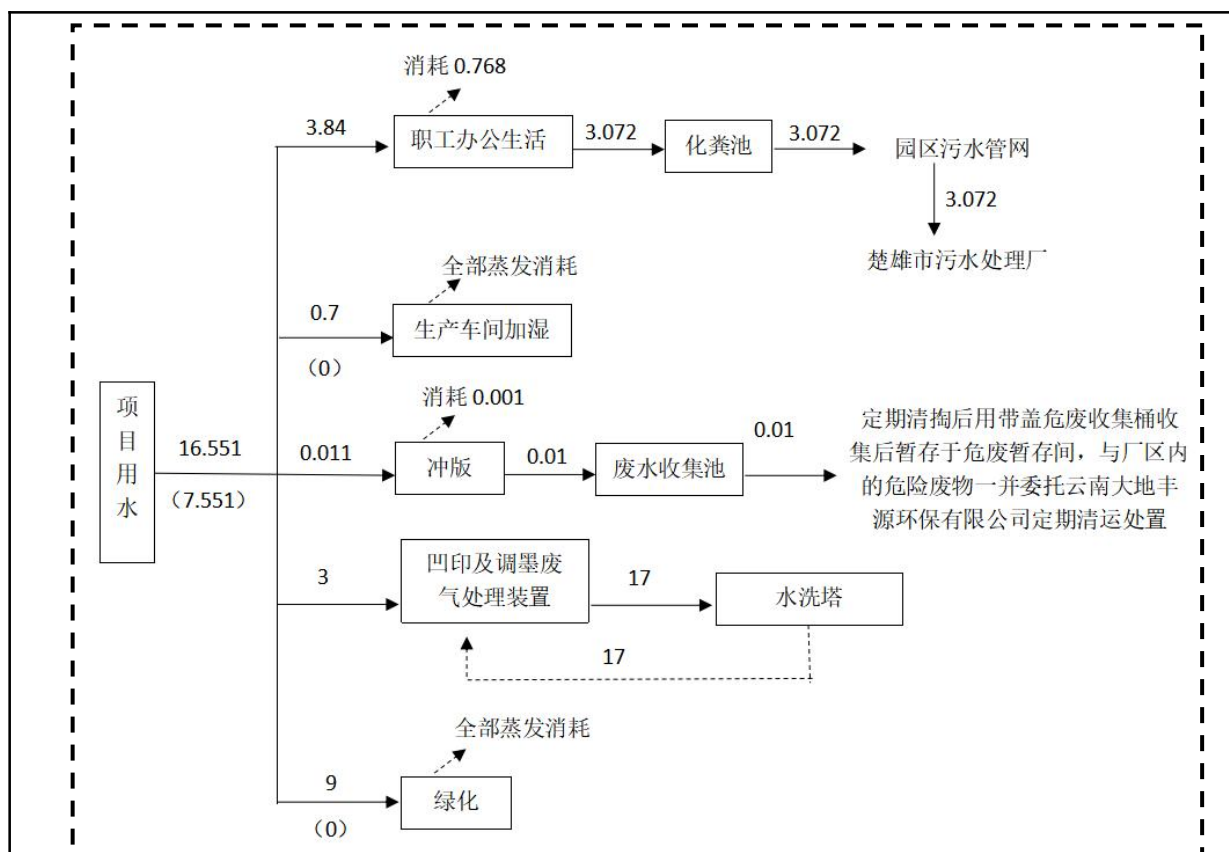 消耗 0.768
3.84
职工办公生活
3.072
化粪池
3.072
园区污水管网
3.072
楚雄市污水处理厂
全部蒸发消耗
0.7
生产车间加湿
（0）
项目用水
16.551
（7.551）
消耗 0.001
0.011
冲版
0.01
废水收集池
0.01
定期清掏后用带盖危废收集桶收
集后暂存于危废暂存间，与厂区内
的危险废物一并委托云南大地丰
源环保有限公司定期清运处置
3
凹印及调墨废
气处理装置
17
水洗塔
17
全部蒸发消耗
9
绿化
（0）